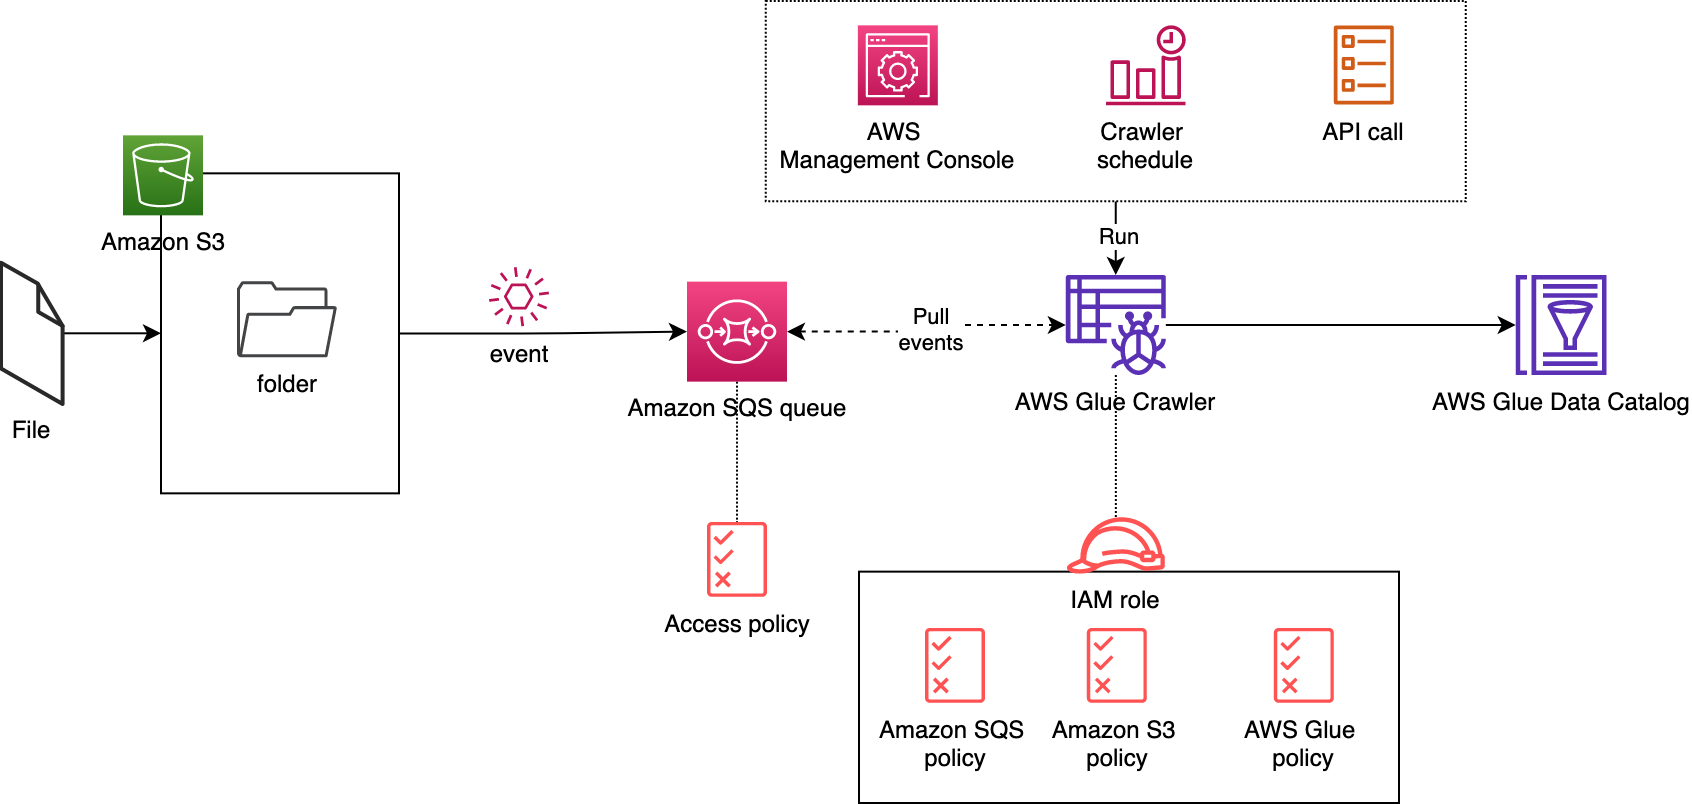 AWS
Management Console
Crawler
schedule
API call
Run
Amazon S3
folder
File
event
Amazon SQS queue
Pull
events
AWS Glue Crawler
AWS Glue Data Catalog
Access policy
IAM role
Amazon SQS
policy
Amazon S3
policy
AWS Glue
policy